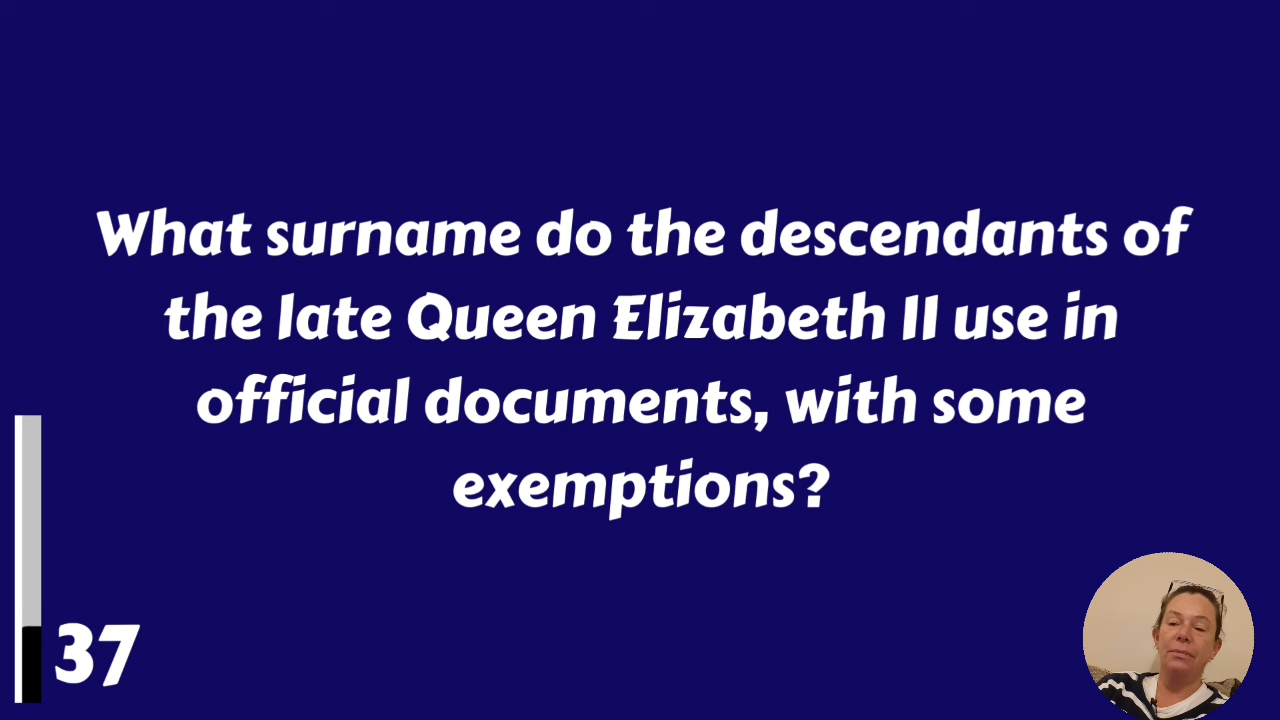 What surname do the descendants of
the late Queen Elizabeth II use in
official documents, with some
exemptions?
37